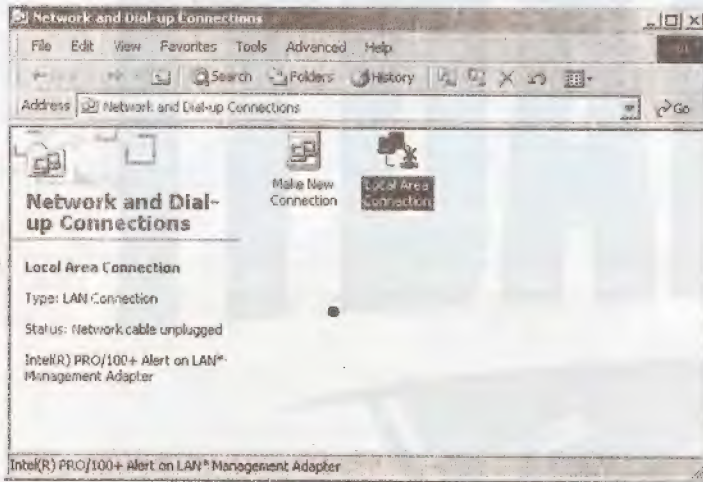 Network and Dial-up Connections
File Edit View Favorites Tools Advanced Help
Search Folders History
Address Network and Dial-up Connections Go
Make New Connection
Local Area Connection
Network and Dial-
up Connections
Local Area Connection
Type: LAN Connection
Status: Network cable unplugged
Intel(R) PRO/100+ Alert on LAN*
Management Adapter
Intel(R) PRO/100+ Alert on LAN* Management Adapter